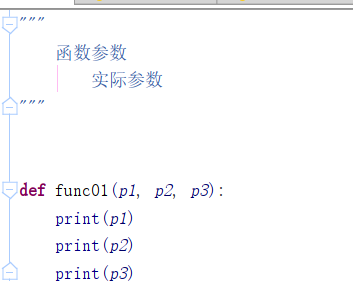 """
    函数参数
        实际参数
"""
def func01(p1, p2, p3):
    print(p1)
    print(p2)
    print(p3)